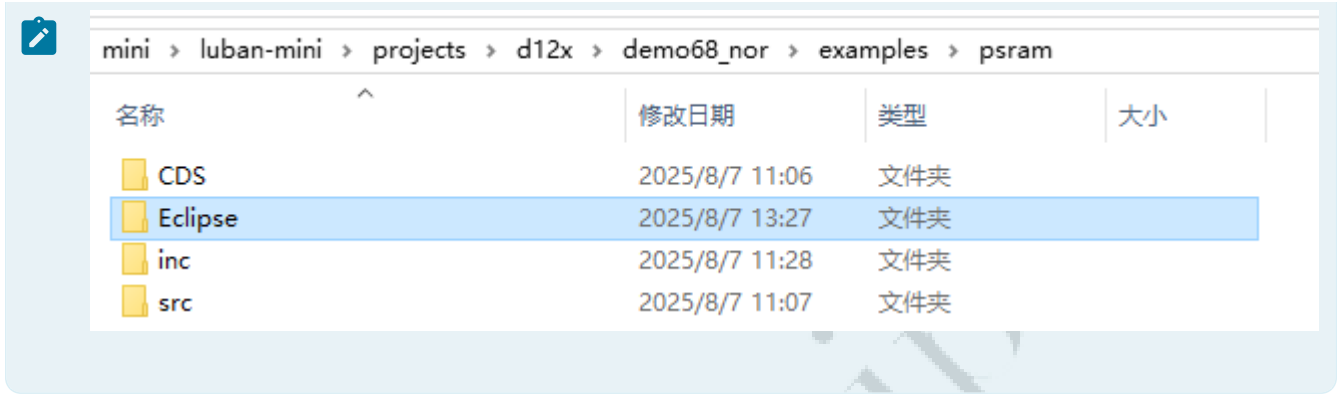 mini › luban-mini › projects › d12x › demo68_nor › examples › psram
名称 修改日期 类型 大小
CDS 2025/8/7 11:06 文件夹
Eclipse 2025/8/7 13:27 文件夹
inc 2025/8/7 11:28 文件夹
src 2025/8/7 11:07 文件夹